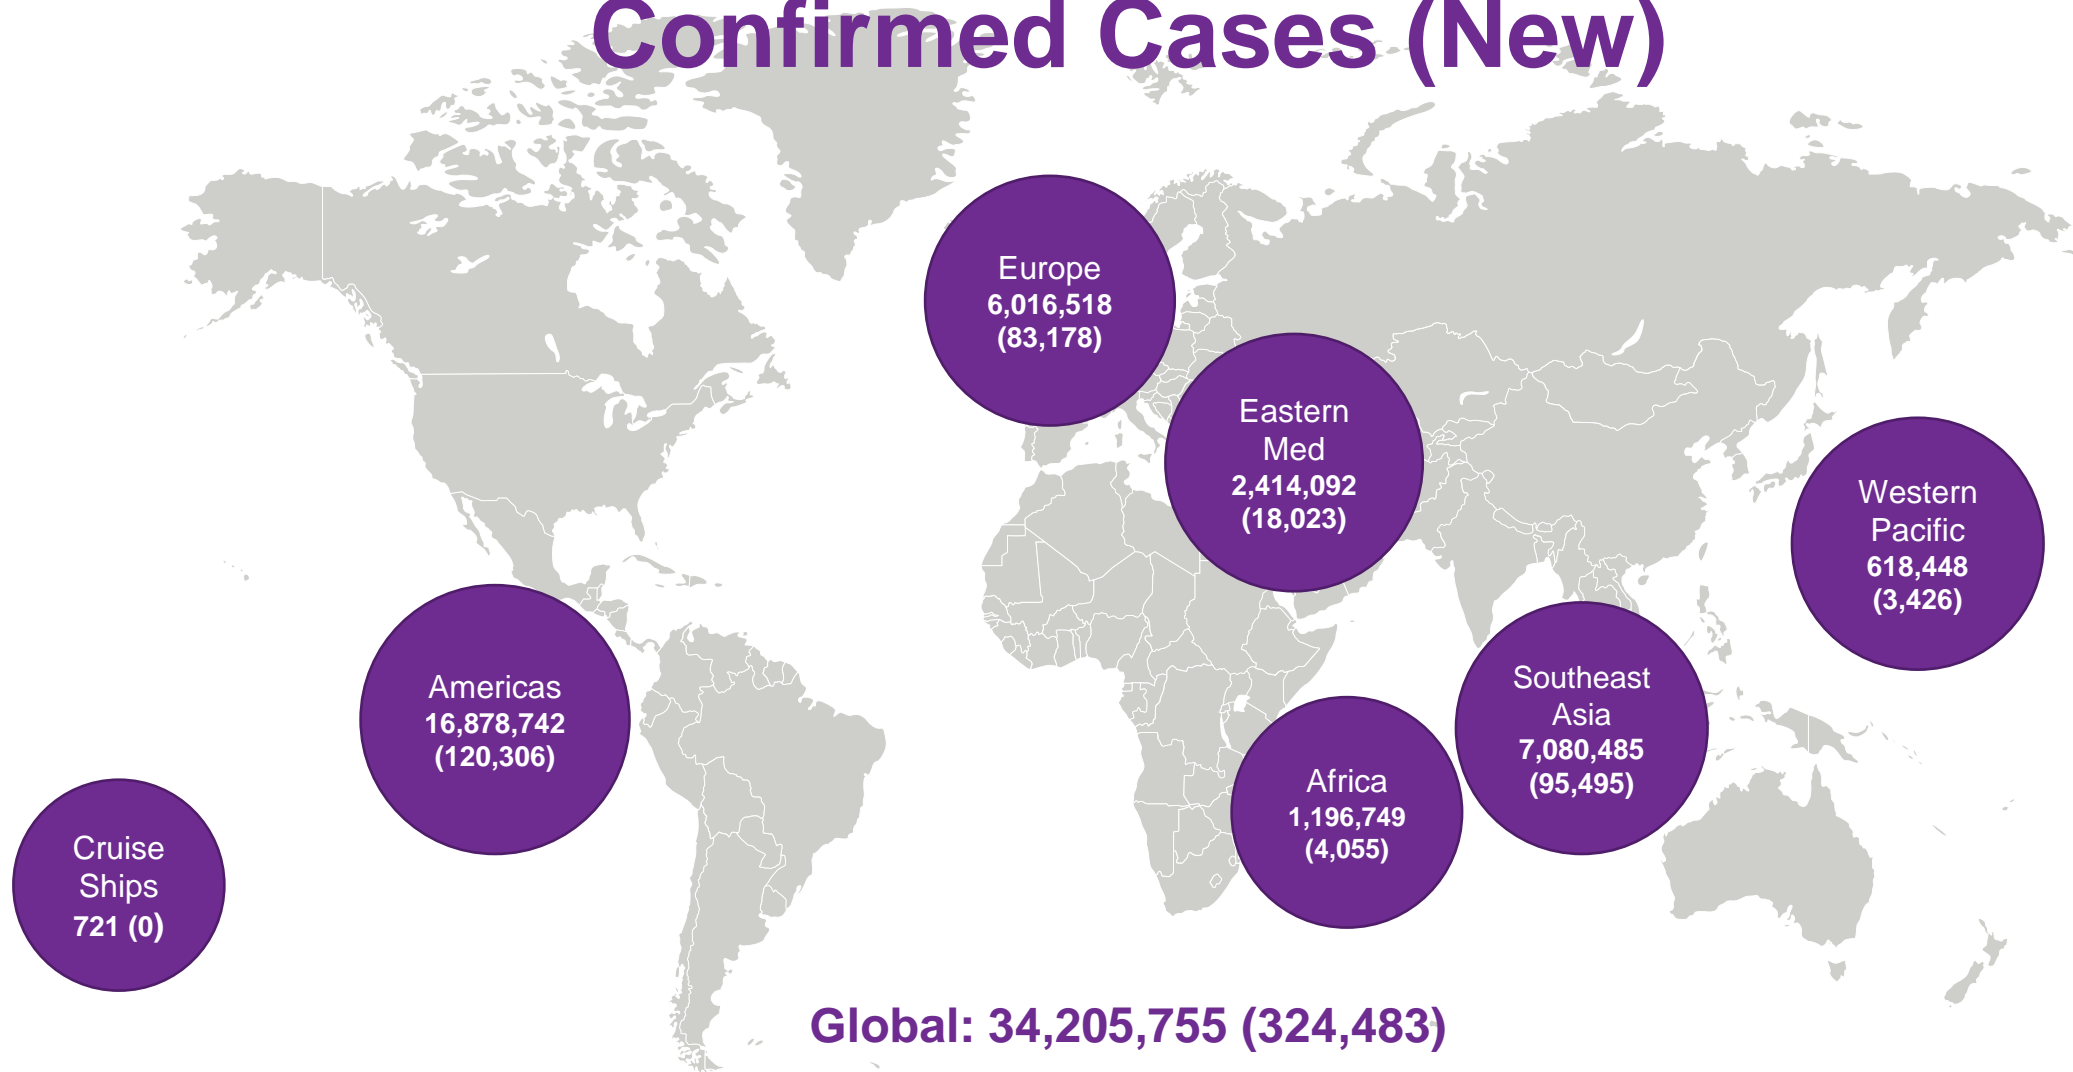 Confirmed Cases (New)
Europe
6,016,518
(83,178)
Eastern
Med
2,414,092
(18,023)
Western
Pacific
618,448
(3,426)
Americas
16,878,742
(120,306)
Southeast
Asia
7,080,485
(95,495)
Africa
1,196,749
(4,055)
Cruise
Ships
721 (0)
Global: 34,205,755 (324,483)